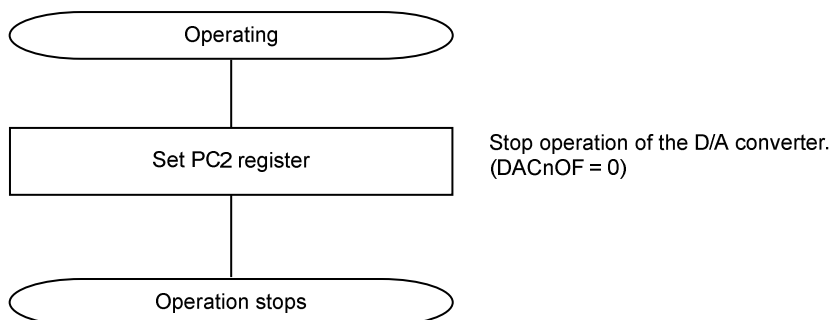 Operating
Set PC2 register
Stop operation of the D/A converter.
(DACnOF = 0)
Operation stops